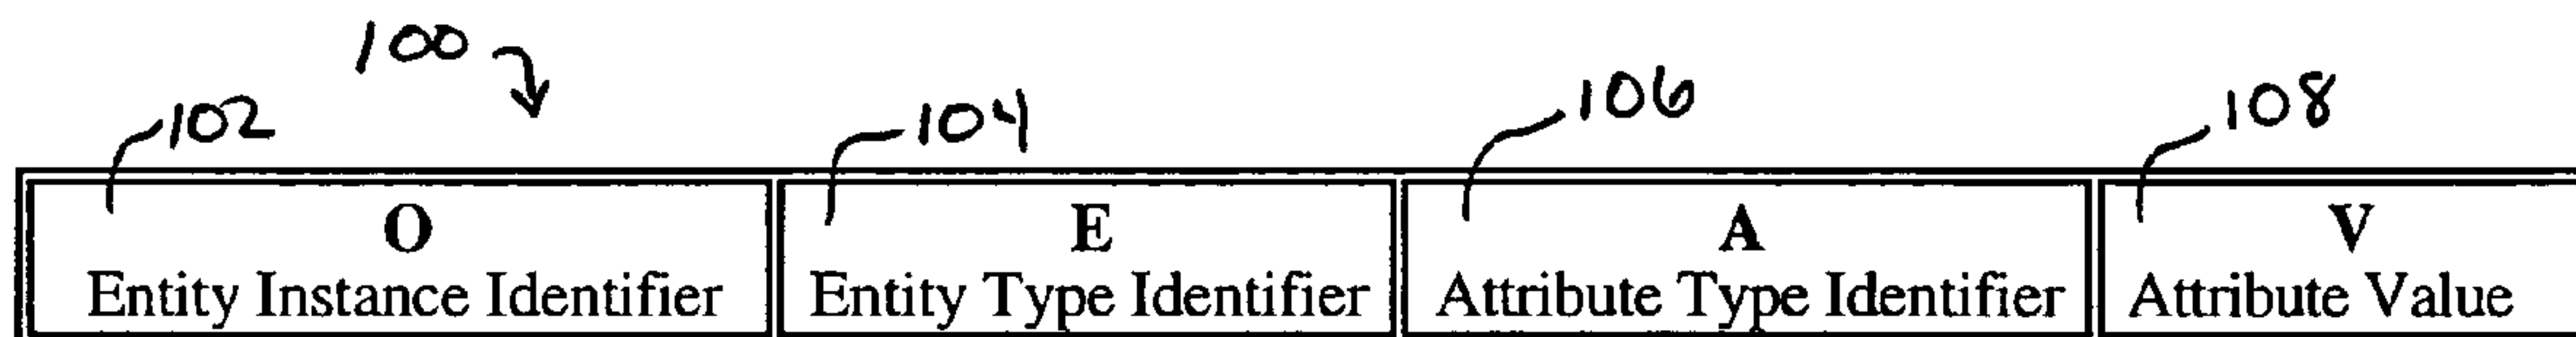 100
102 104 106 108
O E A V
Entity Instance Identifier Entity Type Identifier Attribute Type Identifier Attribute Value